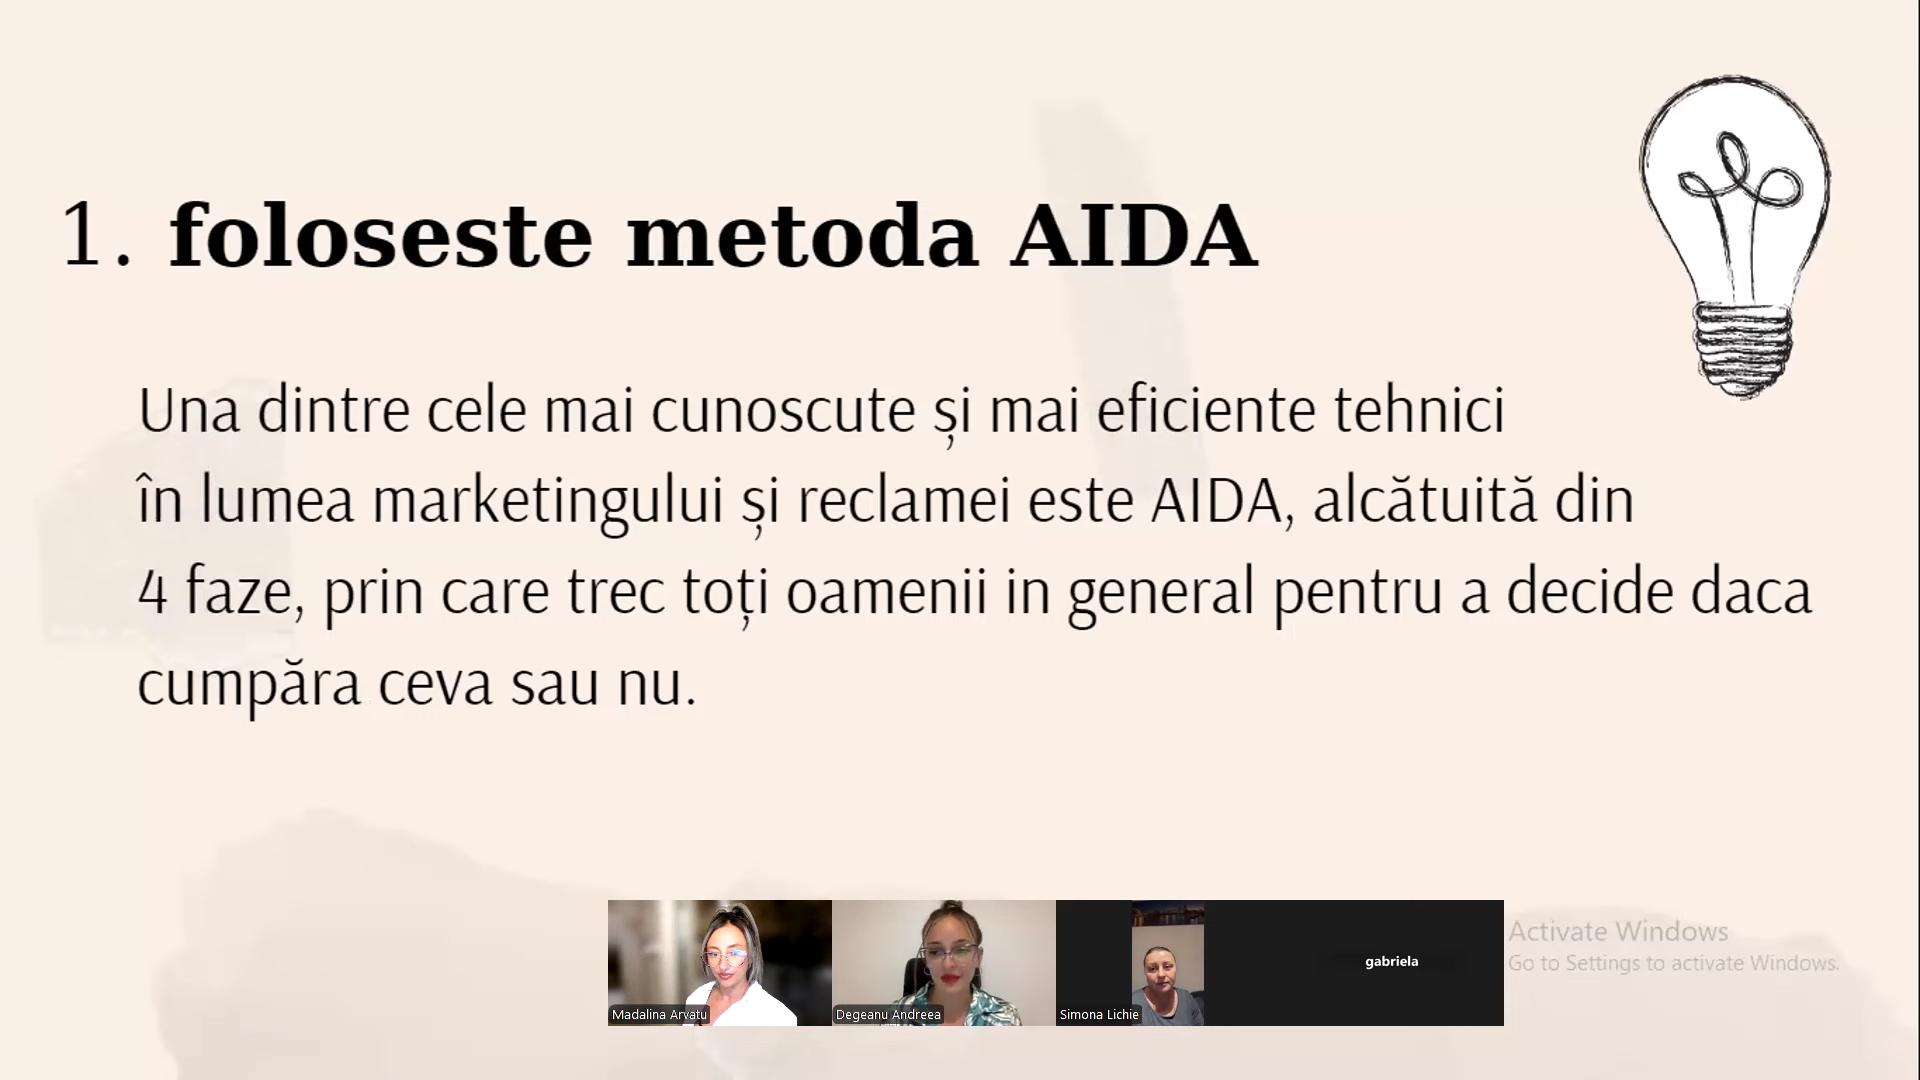 1. foloseste metoda AIDA
Una dintre cele mai cunoscute și mai eficiente tehnici
în lumea marketingului și reclamei este AIDA, alcătuită din
4 faze, prin care trec toți oamenii in general pentru a decide daca
cumpăra ceva sau nu.
Madalina Arvatu
Degeanu Andreea
Simona Lichie
gabriela
Activate Windows
Go to Settings to activate Windows.